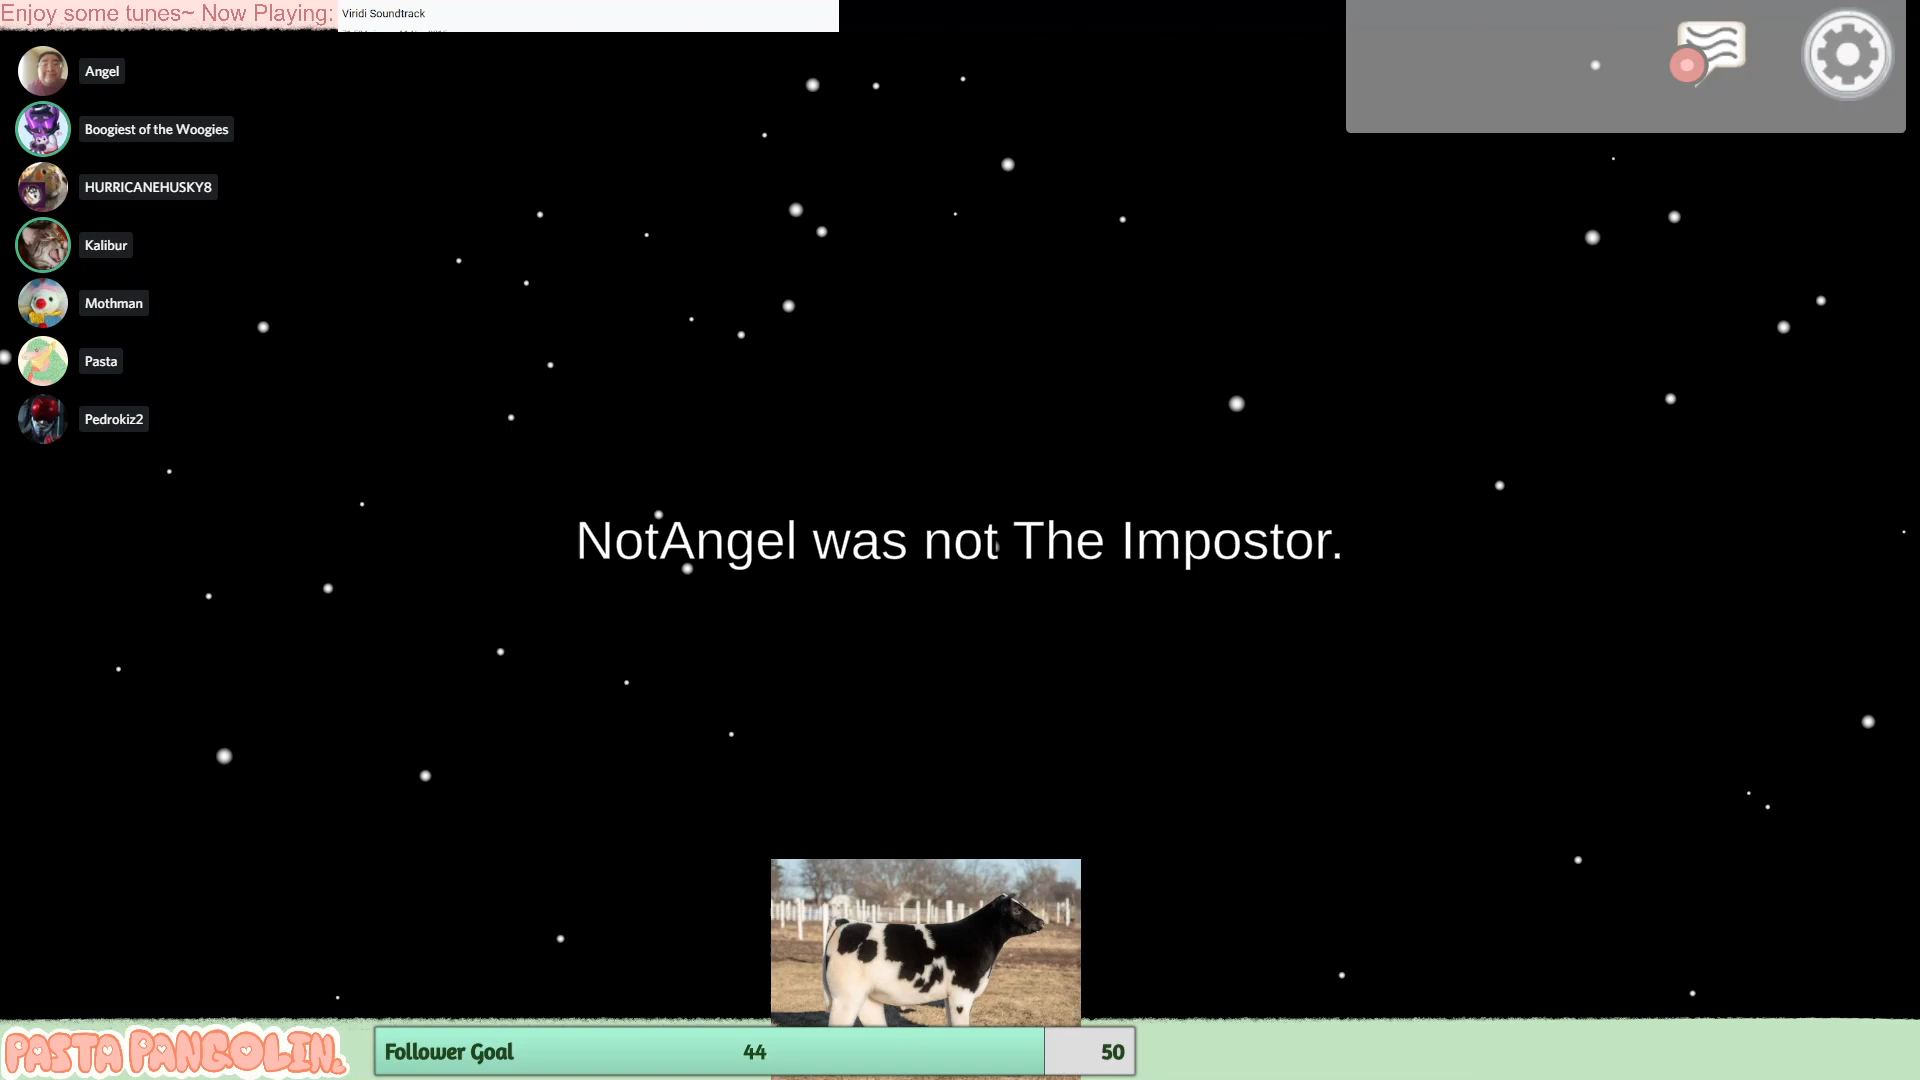 Enjoy some tunes~ Now Playing:
Viridi Soundtrack
Angel
Boogiest of the Woogies
HURRICANEHUSKY8
Kalibur
Mothman
Pasta
Pedrokiz2
NotAngel was not The Impostor.
PASTA PANGOLIN
Follower Goal 44 50